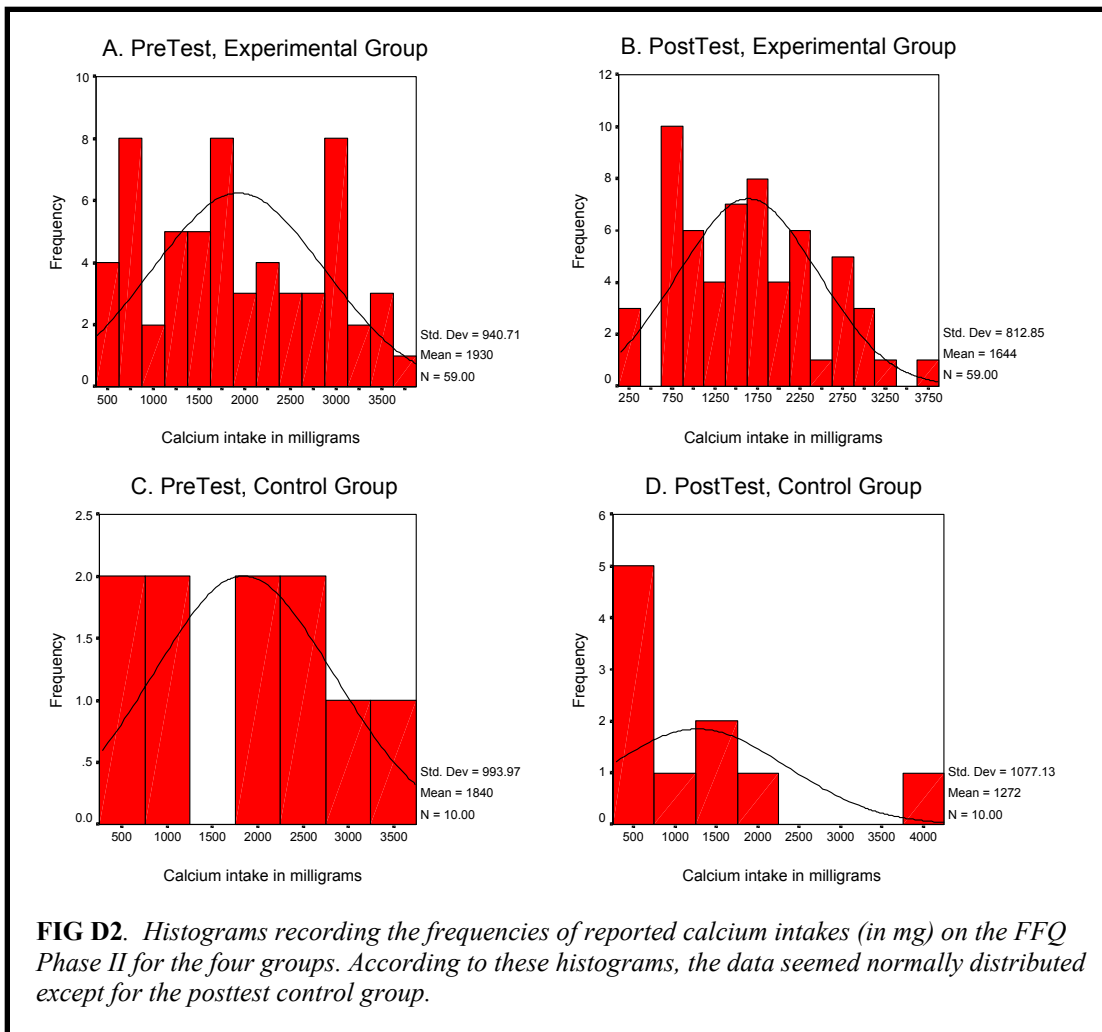 A. PreTest, Experimental Group
10
8
6
4
2
0
Frequency
500 1000 1500 2000 2500 3000 3500
Calcium intake in milligrams
Std. Dev = 940.71
Mean = 1930
N = 59.00
B. PostTest, Experimental Group
12
10
8
6
4
2
0
Frequency
250 750 1250 1750 2250 2750 3250 3750
Calcium intake in milligrams
Std. Dev = 812.85
Mean = 1644
N = 59.00
C. PreTest, Control Group
2.5
2.0
1.5
1.0
.5
0.0
Frequency
500 1000 1500 2000 2500 3000 3500
Calcium intake in milligrams
Std. Dev = 993.97
Mean = 1840
N = 10.00
D. PostTest, Control Group
6
5
4
3
2
1
0
Frequency
500 1000 1500 2000 2500 3000 3500 4000
Calcium intake in milligrams
Std. Dev = 1077.13
Mean = 1272
N = 10.00
FIG D2. Histograms recording the frequencies of reported calcium intakes (in mg) on the FFQ
Phase II for the four groups. According to these histograms, the data seemed normally distributed
except for the posttest control group.